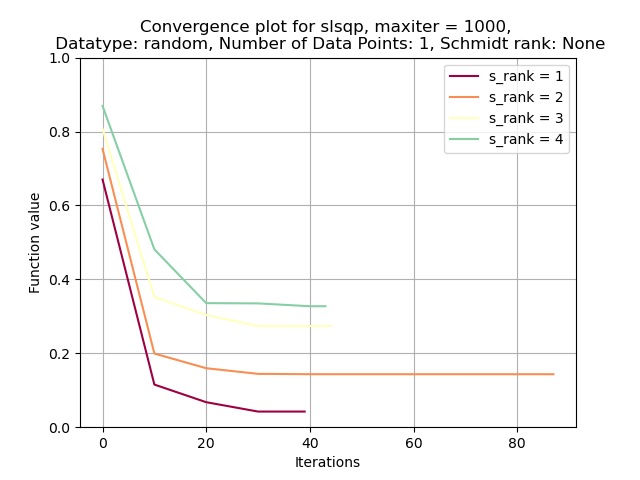 Convergence plot for slsqp, maxiter = 1000,
Datatype: random, Number of Data Points: 1, Schmidt rank: None
1.0
0.8
0.6
0.4
0.2
0.0
Function value
s_rank = 1
s_rank = 2
s_rank = 3
s_rank = 4
0 20 40 60 80
Iterations